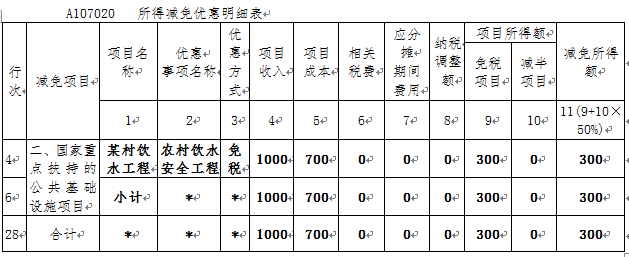 A107020 所得减免优惠明细表
行次 减免项目 项目名称 优惠事项名称 优惠方式 项目收入 项目成本 相关税费 应分摊期间费用 纳税调整额 项目所得额 减免所得额
免税项目 减半项目
1 2 3 4 5 6 7 8 9 10 11(9+10×50%)
4 二、国家重点扶持的公共基础设施项目 某村饮水工程 农村饮水安全工程 免税 1000 700 0 0 0 300 0 300
6 小计 * * 1000 700 0 0 0 300 0 300
28 合计 * * * 1000 700 0 0 0 300 0 300